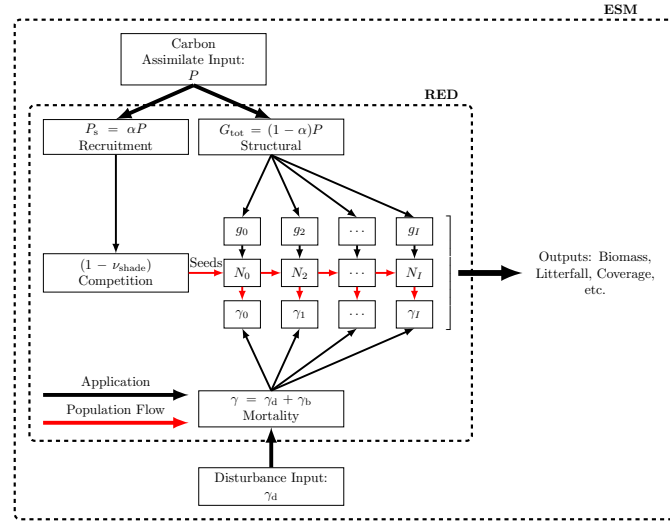 ESM
Carbon
Assimilate Input:
P
RED
P_s = αP
Recruitment
G_tot = (1 − α)P
Structural
g_0 g_2 ... g_I
(1 − ν_shade)
Competition
Seeds
N_0 N_2 ... N_I
γ_0 γ_1 ... γ_I
Outputs: Biomass,
Litterfall, Coverage,
etc.
Application
Population Flow
γ = γ_d + γ_b
Mortality
Disturbance Input:
γ_d